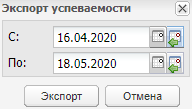 Экспорт успеваемости
С: 16.04.2020
По: 18.05.2020
Экспорт Отмена